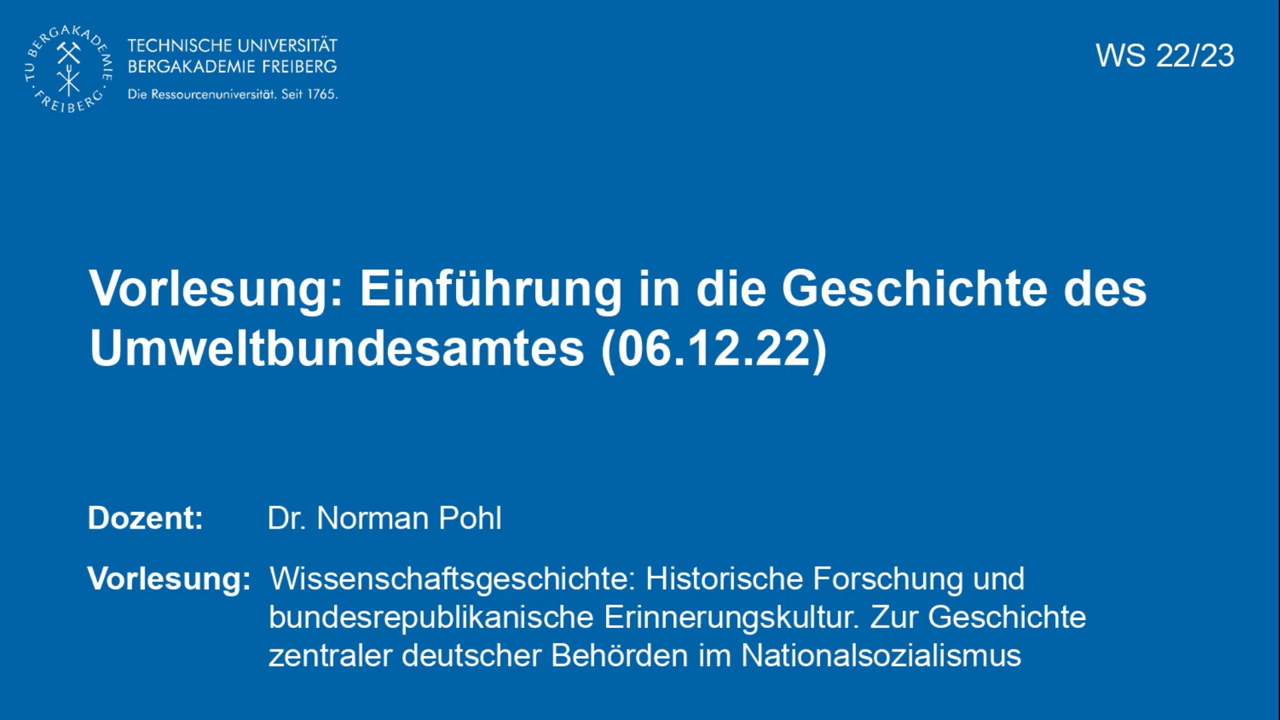 TU BERGAKADEMIE
· FREIBERG ·
TECHNISCHE UNIVERSITÄT
BERGAKADEMIE FREIBERG
Die Ressourcenuniversität. Seit 1765.
WS 22/23
Vorlesung: Einführung in die Geschichte des
Umweltbundesamtes (06.12.22)
Dozent: Dr. Norman Pohl
Vorlesung: Wissenschaftsgeschichte: Historische Forschung und
bundesrepublikanische Erinnerungskultur. Zur Geschichte
zentraler deutscher Behörden im Nationalsozialismus